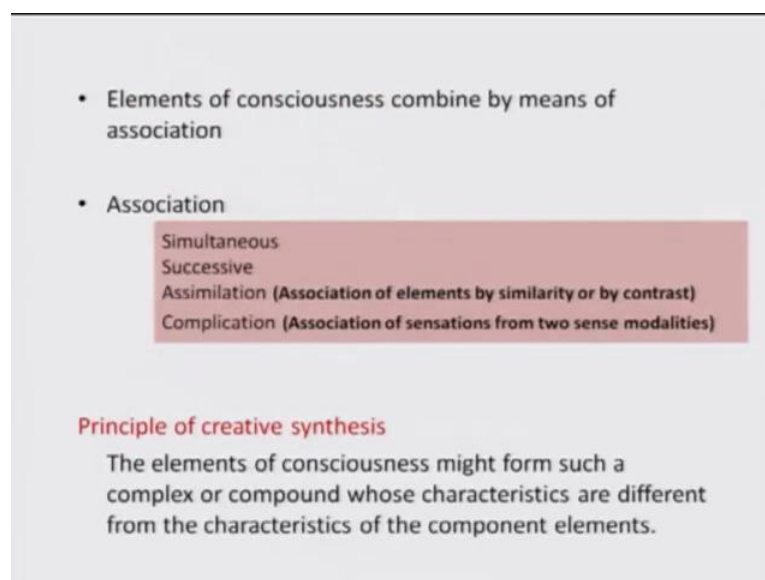 • Elements of consciousness combine by means of
association
• Association
Simultaneous
Successive
Assimilation (Association of elements by similarity or by contrast)
Complication (Association of sensations from two sense modalities)
Principle of creative synthesis
The elements of consciousness might form such a
complex or compound whose characteristics are different
from the characteristics of the component elements.